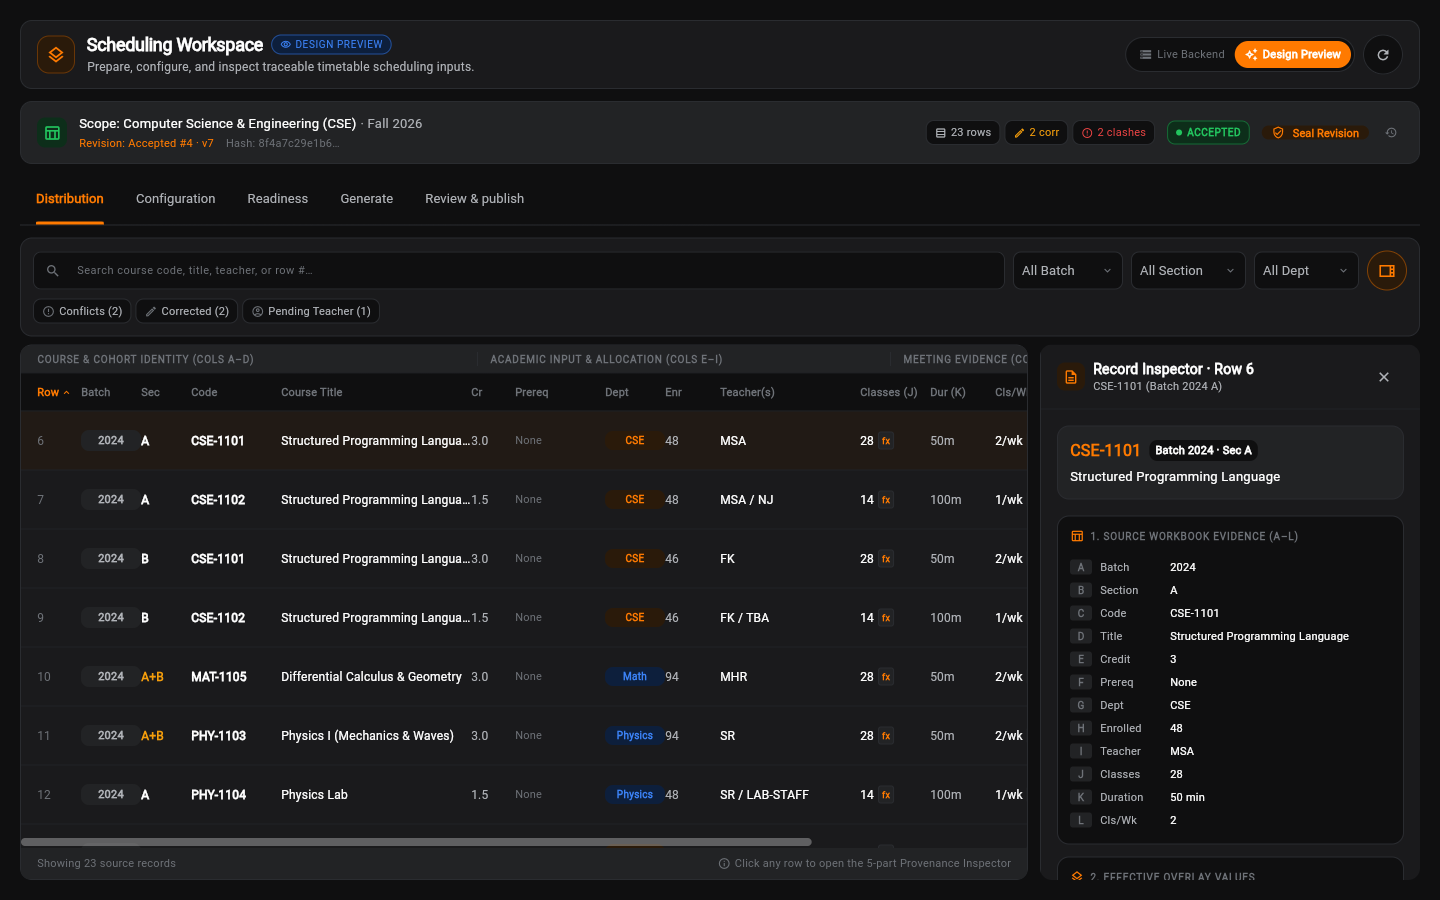 Scheduling Workspace DESIGN PREVIEW
Prepare, configure, and inspect traceable timetable scheduling inputs.
Live Backend Design Preview
Scope: Computer Science & Engineering (CSE) · Fall 2026
Revision: Accepted #4 · v7 Hash: 8f4a7c29e1b6…
23 rows 2 corr 2 clashes ACCEPTED Seal Revision
Distribution Configuration Readiness Generate Review & publish
Search course code, title, teacher, or row #… All Batch All Section All Dept
Conflicts (2) Corrected (2) Pending Teacher (1)
COURSE & COHORT IDENTITY (COLS A–D) ACADEMIC INPUT & ALLOCATION (COLS E–I) MEETING EVIDENCE (CO
Row Batch Sec Code Course Title Cr Prereq Dept Enr Teacher(s) Classes (J) Dur (K) Cls/W
6 2024 A CSE-1101 Structured Programming Langua… 3.0 None CSE 48 MSA 28 fx 50m 2/wk
7 2024 A CSE-1102 Structured Programming Langua… 1.5 None CSE 48 MSA / NJ 14 fx 100m 1/wk
8 2024 B CSE-1101 Structured Programming Langua… 3.0 None CSE 46 FK 28 fx 50m 2/wk
9 2024 B CSE-1102 Structured Programming Langua… 1.5 None CSE 46 FK / TBA 14 fx 100m 1/wk
10 2024 A+B MAT-1105 Differential Calculus & Geometry 3.0 None Math 94 MHR 28 fx 50m 2/wk
11 2024 A+B PHY-1103 Physics I (Mechanics & Waves) 3.0 None Physics 94 SR 28 fx 50m 2/wk
12 2024 A PHY-1104 Physics Lab 1.5 None Physics 48 SR / LAB-STAFF 14 fx 100m 1/wk
Showing 23 source records Click any row to open the 5-part Provenance Inspector
Record Inspector · Row 6
CSE-1101 (Batch 2024 A)
CSE-1101 Batch 2024 · Sec A
Structured Programming Language
1. SOURCE WORKBOOK EVIDENCE (A–L)
A Batch 2024
B Section A
C Code CSE-1101
D Title Structured Programming Language
E Credit 3
F Prereq None
G Dept CSE
H Enrolled 48
I Teacher MSA
J Classes 28
K Duration 50 min
L Cls/Wk 2
2. EFFECTIVE OVERLAY VALUES